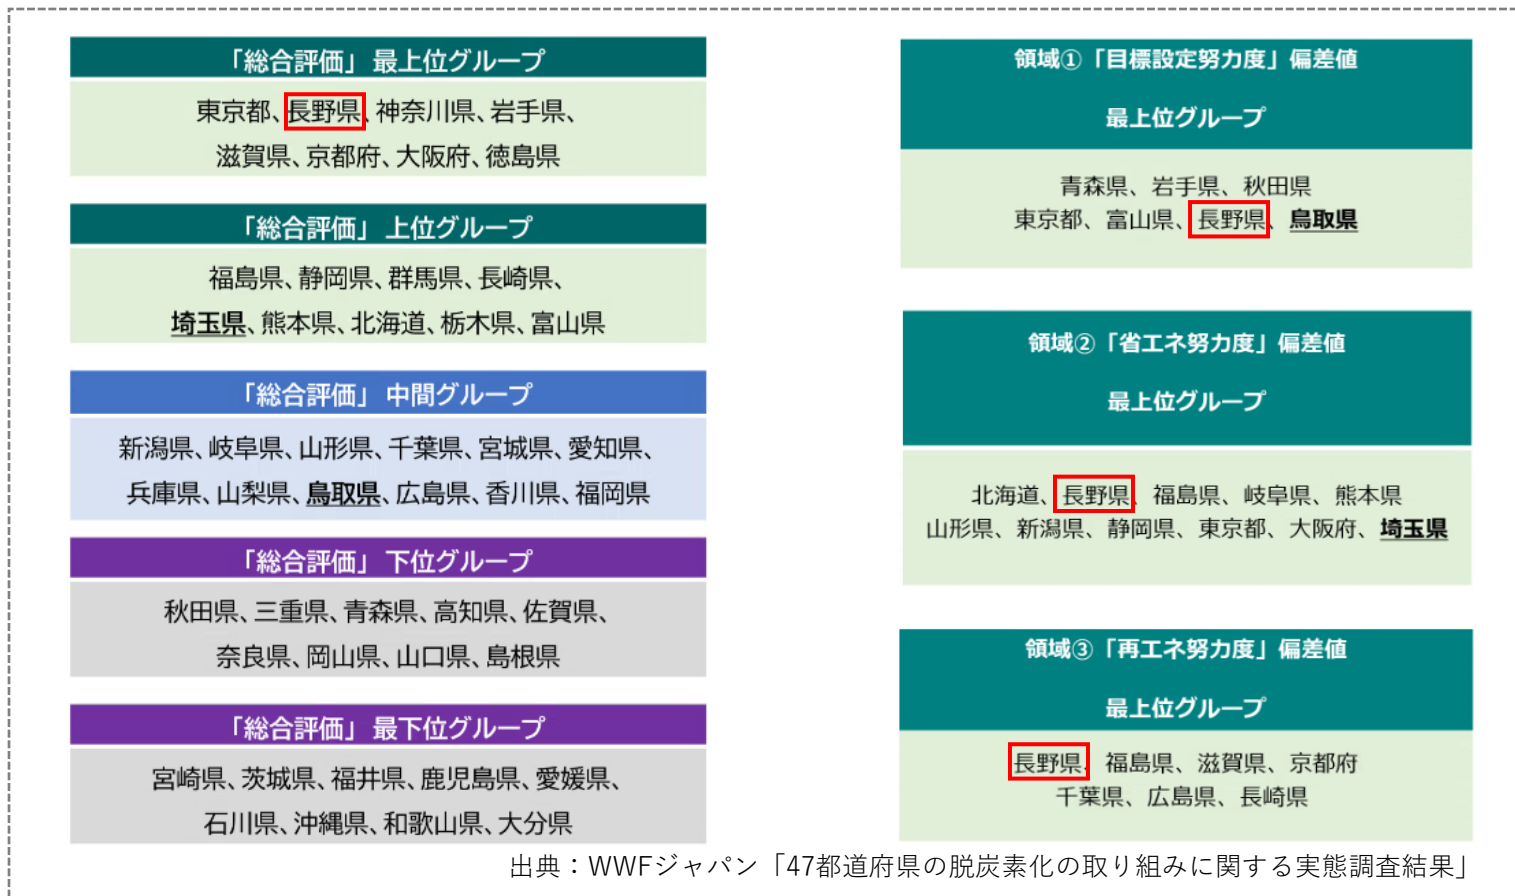 「総合評価」 最上位グループ
東京都、長野県、神奈川県、岩手県、
滋賀県、京都府、大阪府、徳島県
「総合評価」 上位グループ
福島県、静岡県、群馬県、長崎県、
埼玉県、熊本県、北海道、栃木県、富山県
「総合評価」 中間グループ
新潟県、岐阜県、山形県、千葉県、宮城県、愛知県、
兵庫県、山梨県、鳥取県、広島県、香川県、福岡県
「総合評価」 下位グループ
秋田県、三重県、青森県、高知県、佐賀県、
奈良県、岡山県、山口県、島根県
「総合評価」 最下位グループ
宮崎県、茨城県、福井県、鹿児島県、愛媛県、
石川県、沖縄県、和歌山県、大分県
領域①「目標設定努力度」偏差値
最上位グループ
青森県、岩手県、秋田県
東京都、富山県、長野県、鳥取県
領域②「省エネ努力度」偏差値
最上位グループ
北海道、長野県、福島県、岐阜県、熊本県
山形県、新潟県、静岡県、東京都、大阪府、埼玉県
領域③「再エネ努力度」偏差値
最上位グループ
長野県、福島県、滋賀県、京都府
千葉県、広島県、長崎県
出典：WWFジャパン「47都道府県の脱炭素化の取り組みに関する実態調査結果」